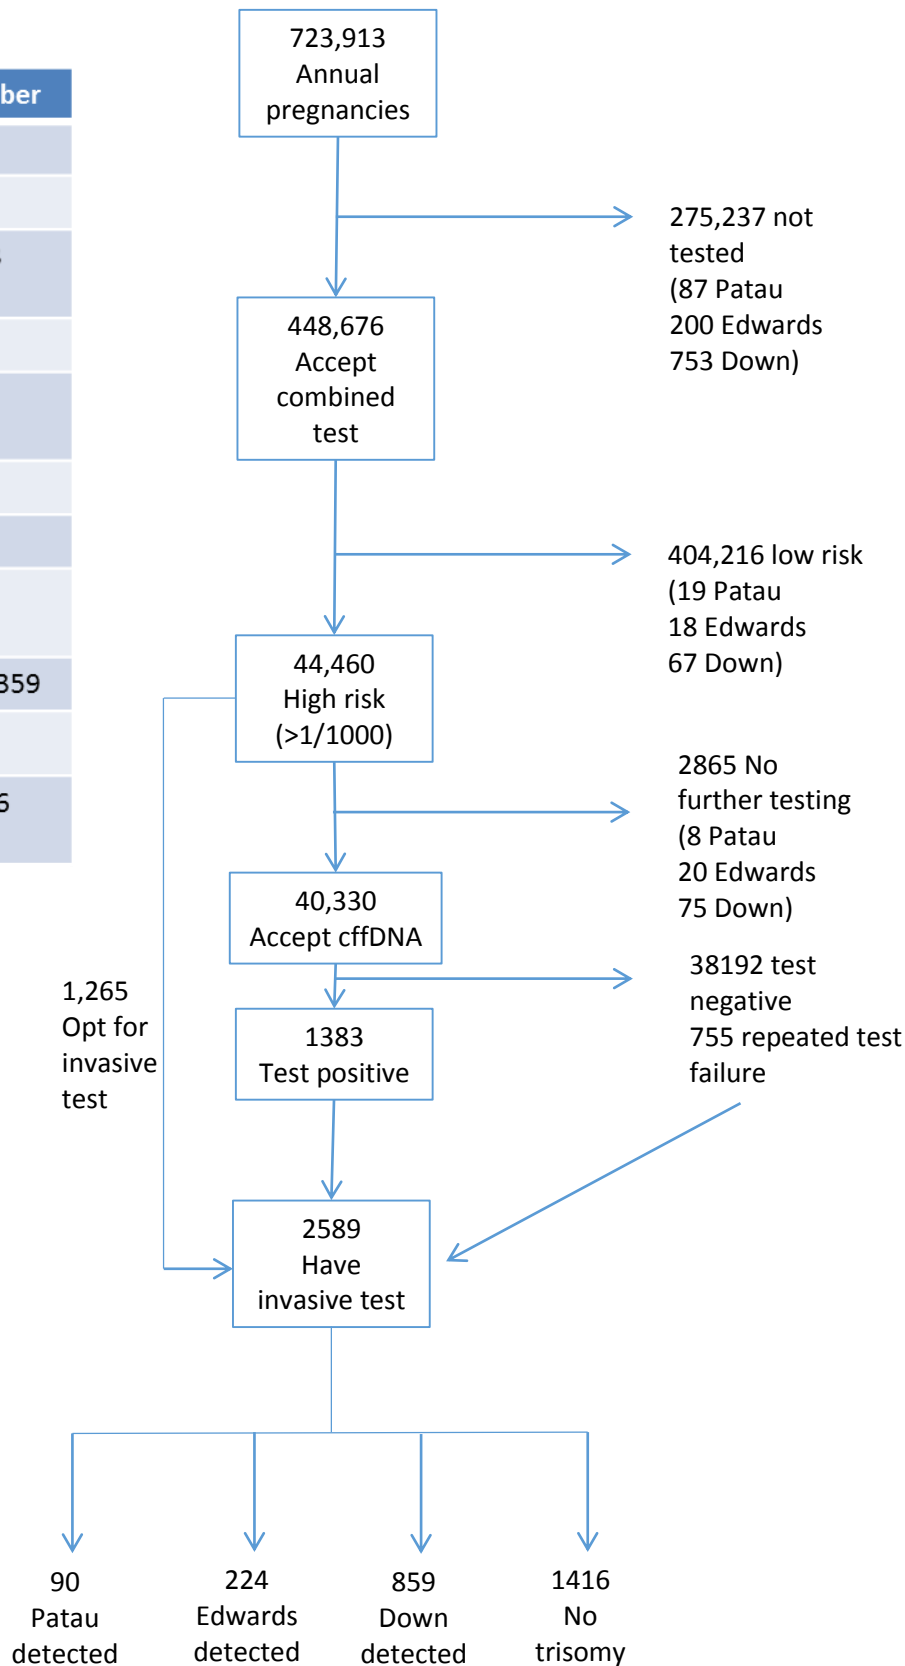 723,913
Annual
pregnancies
ber
275,237 not
tested
(87 Patau
200 Edwards
753 Down)
448,676
Accept
combined
test
404,216 low risk
(19 Patau
18 Edwards
67 Down)
44,460
High risk
(>1/1000)
359
2865 No
further testing
(8 Patau
20 Edwards
75 Down)
40,330
Accept cffDNA
38192 test
negative
755 repeated test
failure
1,265
Opt for
invasive
test
1383
Test positive
2589
Have
invasive test
90
Patau
detected
224
Edwards
detected
859
Down
detected
1416
No
trisomy